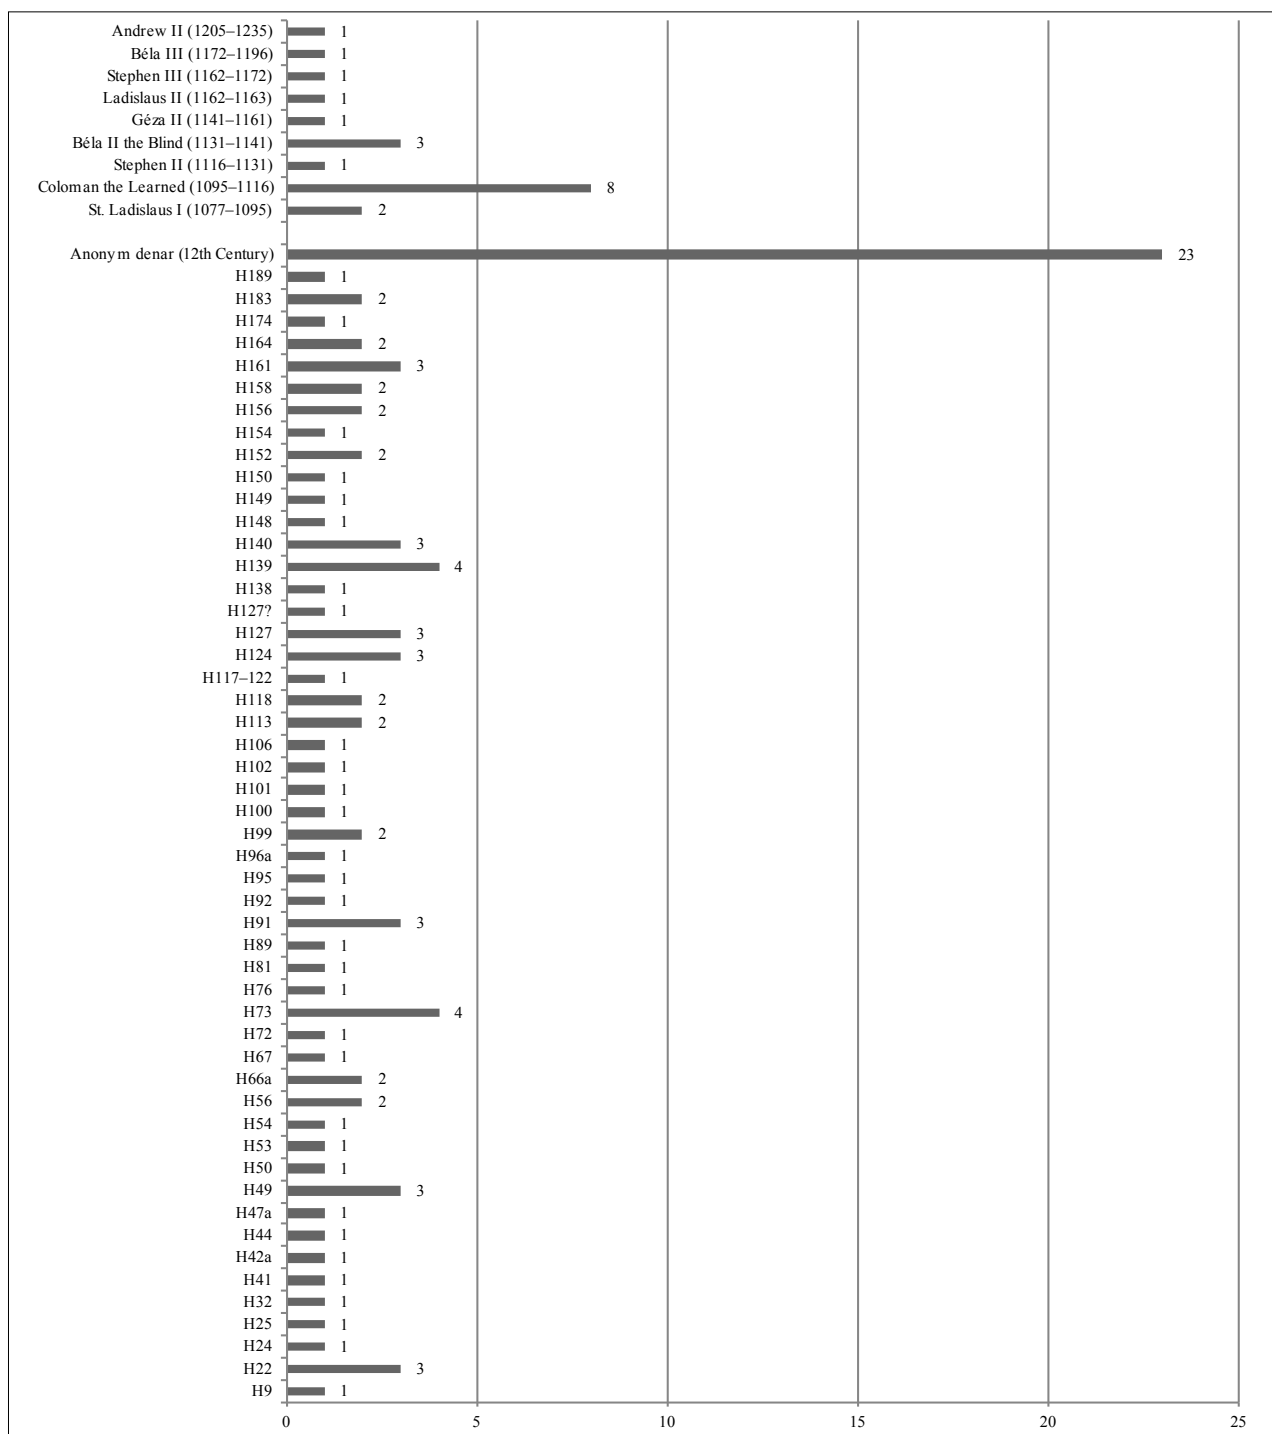 Andrew II (1205–1235) 1
Béla III (1172–1196) 1
Stephen III (1162–1172) 1
Ladislaus II (1162–1163) 1
Géza II (1141–1161) 1
Béla II the Blind (1131–1141) 3
Stephen II (1116–1131) 1
Coloman the Learned (1095–1116) 8
St. Ladislaus I (1077–1095) 2
Anonym denar (12th Century) 23
H189 1
H183 2
H174 1
H164 2
H161 3
H158 2
H156 2
H154 1
H152 2
H150 1
H149 1
H148 1
H140 3
H139 4
H138 1
H127? 1
H127 3
H124 3
H117–122 1
H118 2
H113 2
H106 1
H102 1
H101 1
H100 1
H99 2
H96a 1
H95 1
H92 1
H91 3
H89 1
H81 1
H76 1
H73 4
H72 1
H67 1
H66a 2
H56 2
H54 1
H53 1
H50 1
H49 3
H47a 1
H44 1
H42a 1
H41 1
H32 1
H25 1
H24 1
H22 3
H9 1
0 5 10 15 20 25